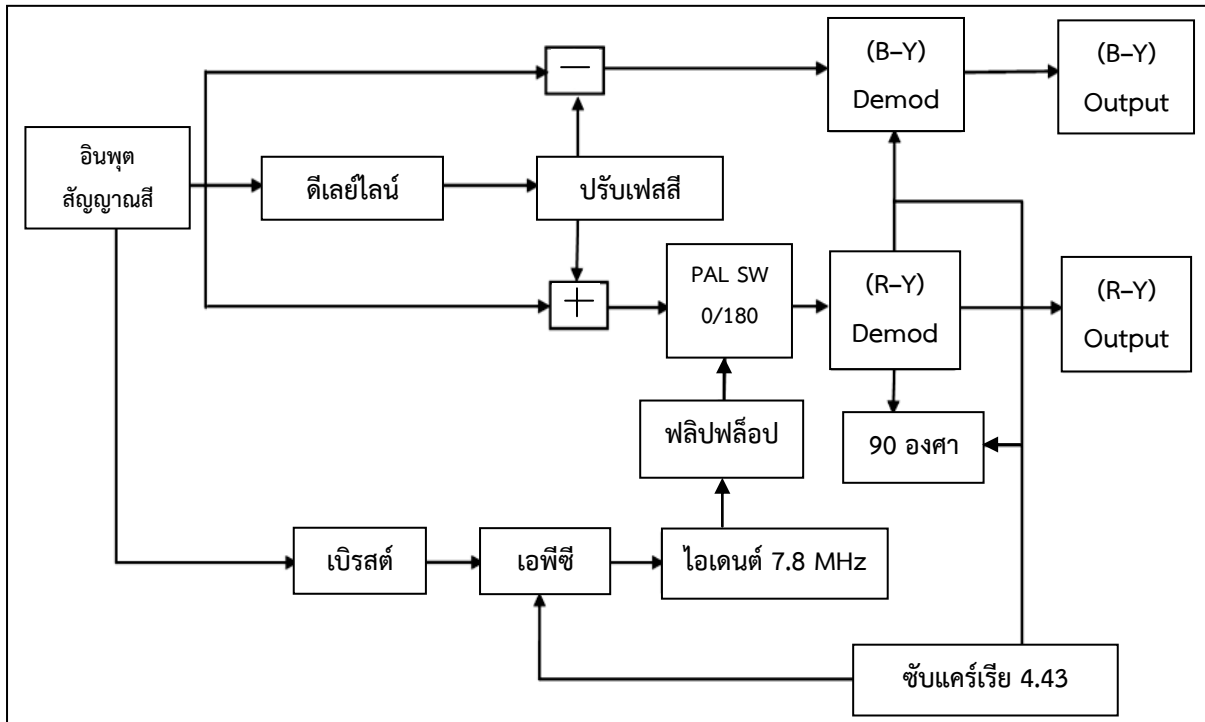 —
(B–Y)
Demod
(B–Y)
Output
อินพุต
สัญญาณสี
ดีเลย์ไลน์
ปรับเฟสสี
+
PAL SW
0/180
(R–Y)
Demod
(R–Y)
Output
ฟลิปฟล็อป
90 องศา
เบิรสต์
เอพีซี
ไอเดนต์ 7.8 MHz
ซับแคร์เรีย 4.43